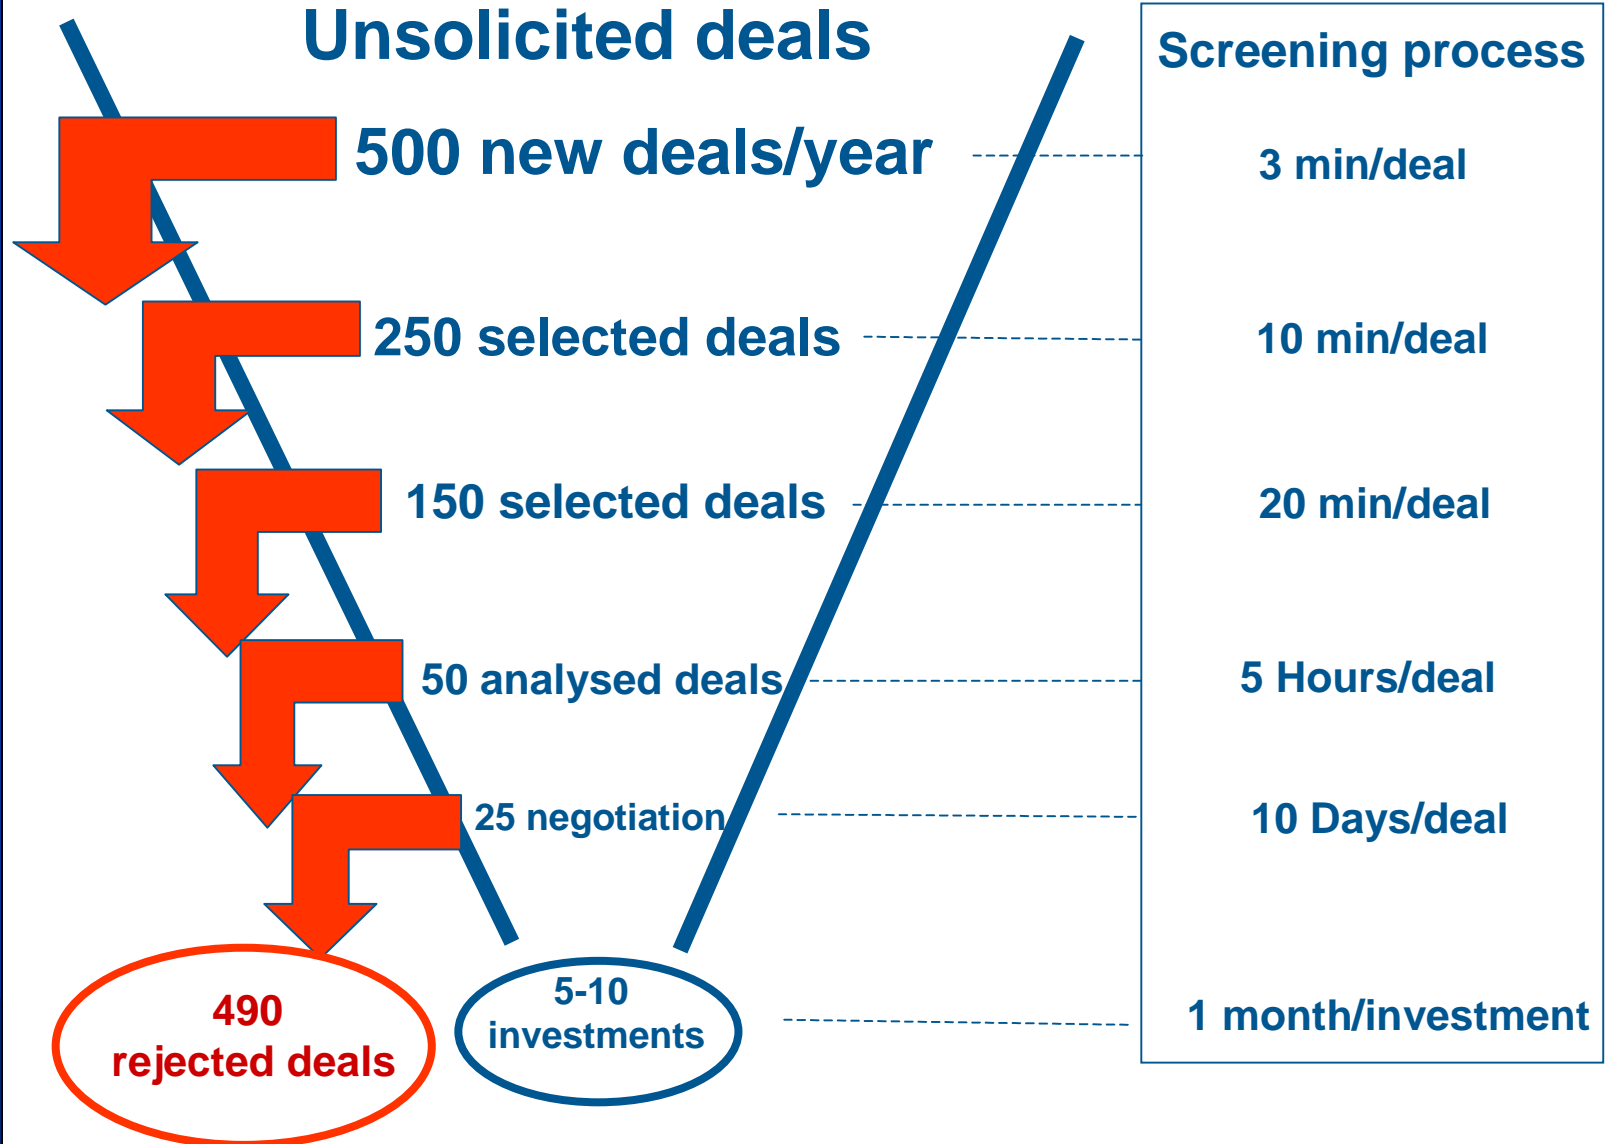 Unsolicited deals
Screening process
500 new deals/year
3 min/deal
250 selected deals
10 min/deal
150 selected deals
20 min/deal
50 analysed deals
5 Hours/deal
25 negotiation
10 Days/deal
490
rejected deals
5-10
investments
1 month/investment